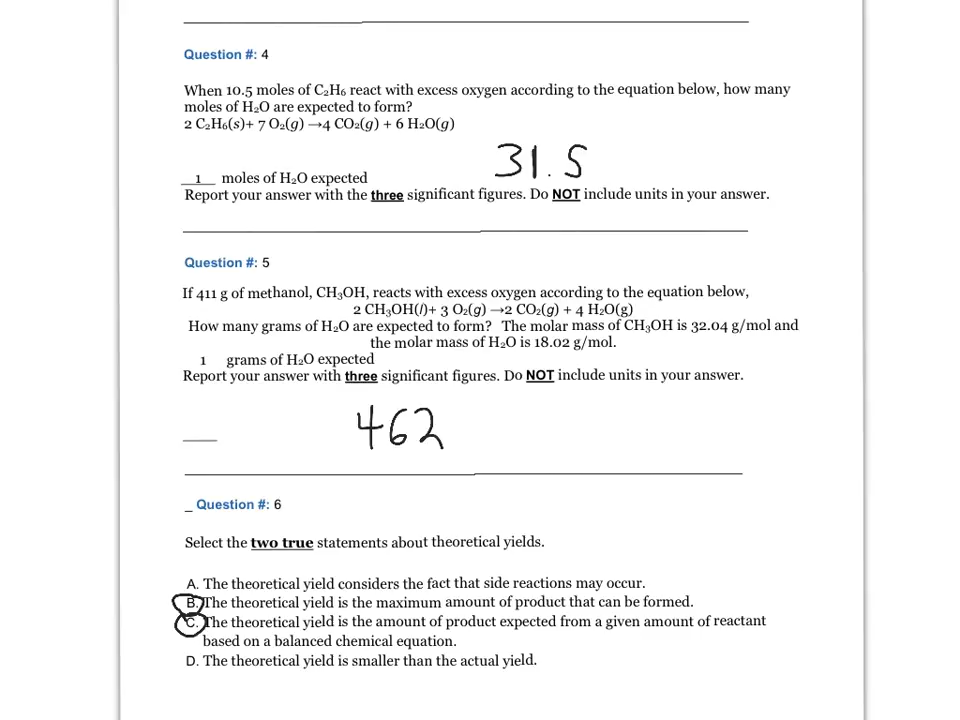 Question #: 4
When 10.5 moles of C₂H₆ react with excess oxygen according to the equation below, how many
moles of H₂O are expected to form?
2 C₂H₆(s)+ 7 O₂(g) →4 CO₂(g) + 6 H₂O(g)
31.5
__1__ moles of H₂O expected
Report your answer with the three significant figures. Do NOT include units in your answer.
Question #: 5
If 411 g of methanol, CH₃OH, reacts with excess oxygen according to the equation below,
2 CH₃OH(l)+ 3 O₂(g) →2 CO₂(g) + 4 H₂O(g)
How many grams of H₂O are expected to form? The molar mass of CH₃OH is 32.04 g/mol and
the molar mass of H₂O is 18.02 g/mol.
1 grams of H₂O expected
Report your answer with three significant figures. Do NOT include units in your answer.
462
_ Question #: 6
Select the two true statements about theoretical yields.
A. The theoretical yield considers the fact that side reactions may occur.
B. The theoretical yield is the maximum amount of product that can be formed.
C. The theoretical yield is the amount of product expected from a given amount of reactant
based on a balanced chemical equation.
D. The theoretical yield is smaller than the actual yield.